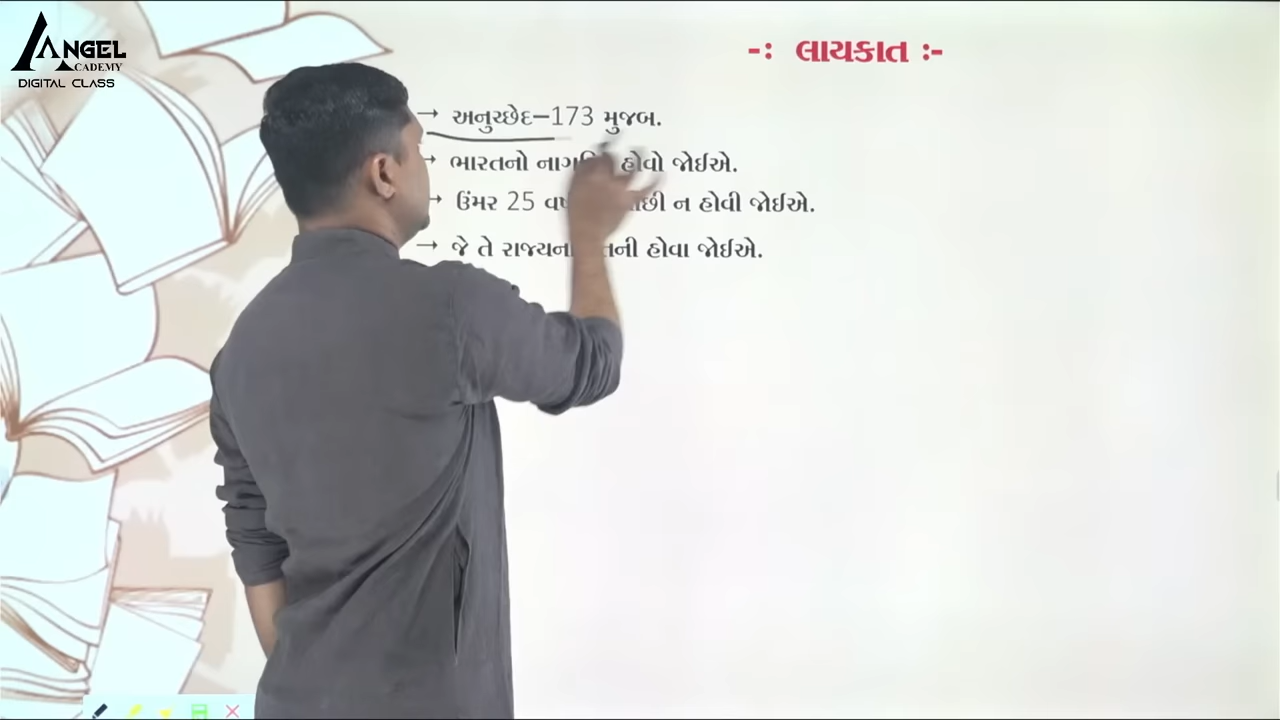 ANGEL
ACADEMY
DIGITAL CLASS
-: લાયકાત :-
→ અનુચ્છેદ–173 મુજબ.
→ ભારતનો હોવો જોઈએ.
→ ઉંમર 25 ન હોવી જોઈએ.
→ જે તે હોવા જોઈએ.